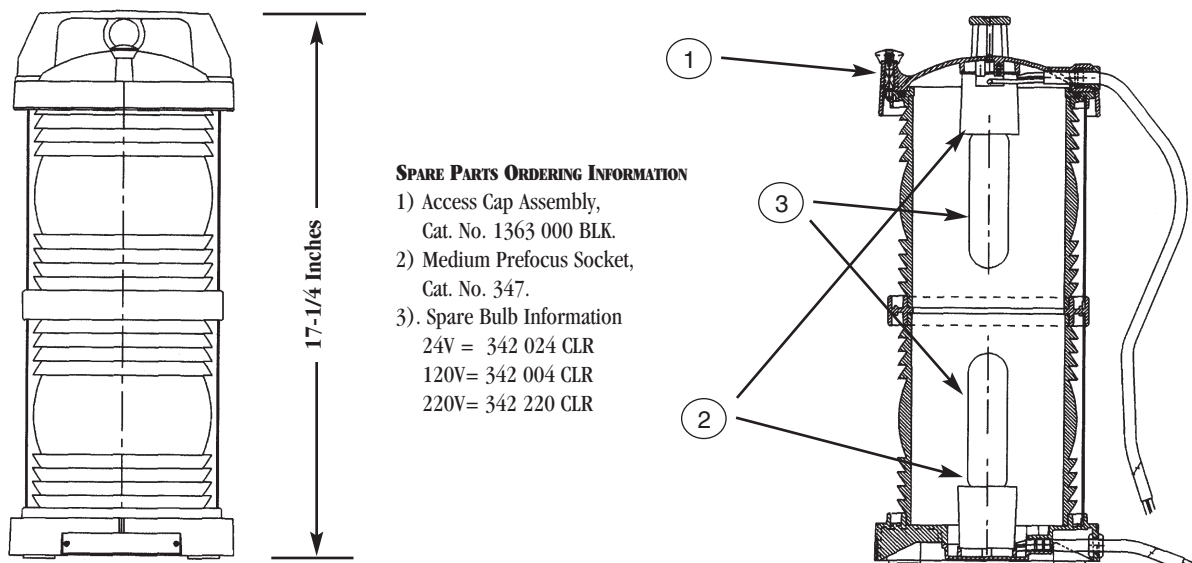 17-1/4 Inches
SPARE PARTS ORDERING INFORMATION
1) Access Cap Assembly,
Cat. No. 1363 000 BLK.
2) Medium Prefocus Socket,
Cat. No. 347.
3). Spare Bulb Information
24V = 342 024 CLR
120V= 342 004 CLR
220V= 342 220 CLR
1
3
2